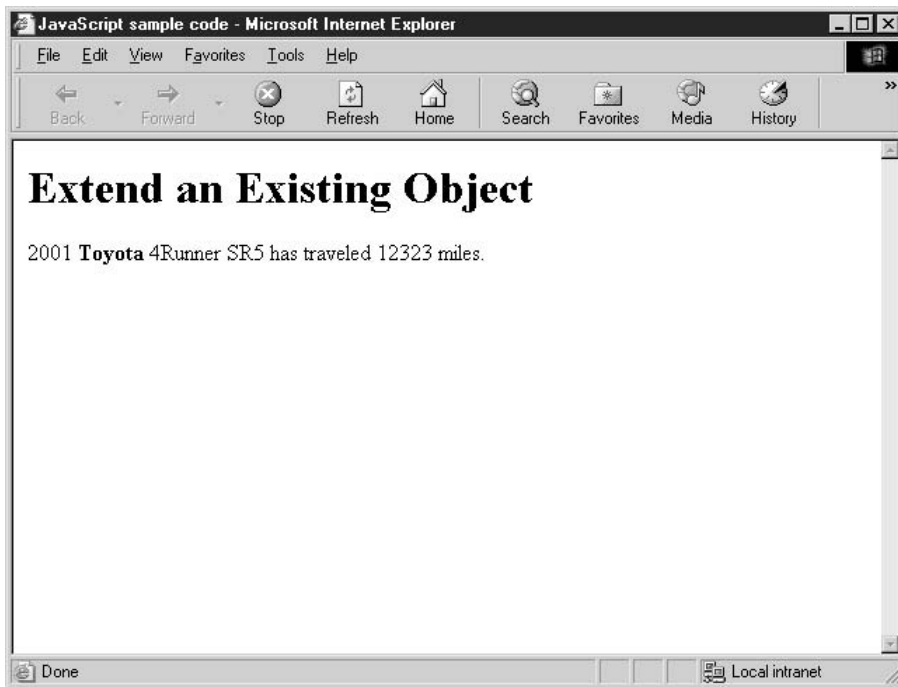 JavaScript sample code - Microsoft Internet Explorer
File Edit View Favorites Tools Help
Back Forward Stop Refresh Home Search Favorites Media History »
Extend an Existing Object
2001 Toyota 4Runner SR5 has traveled 12323 miles.
Done Local intranet